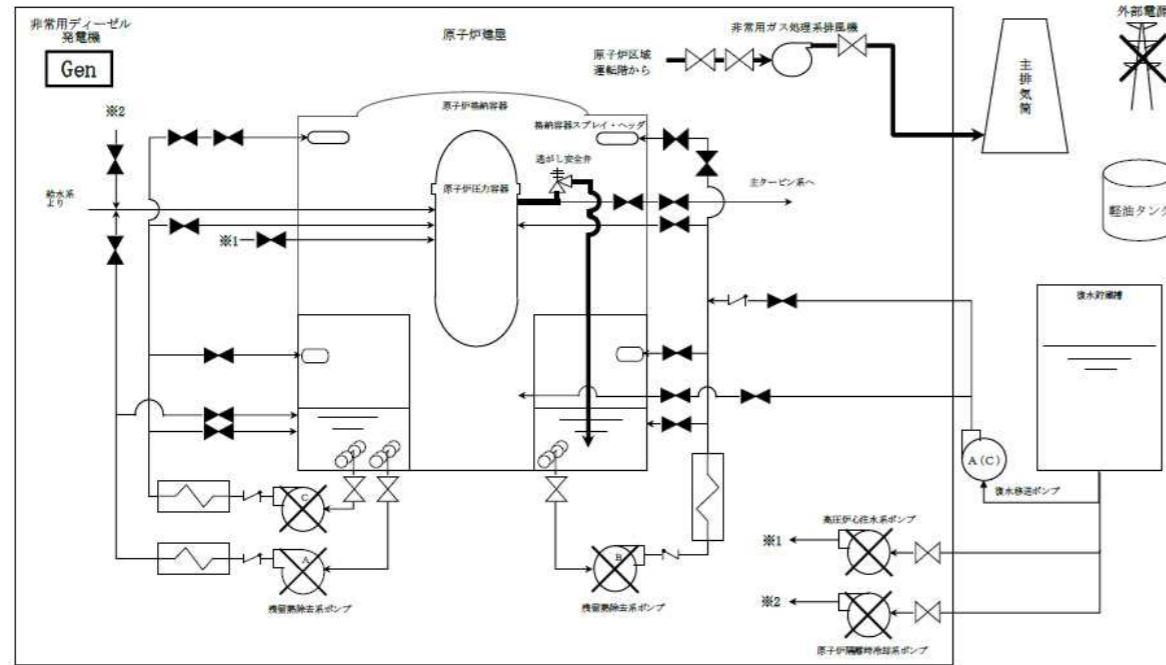 非常用ディーゼル
発電機
Gen
原子炉建屋
非常用ガス処理系排風機
外部電源
原子炉区域
運転階から
主排気筒
※2
原子炉格納容器
格納容器スプレイ・ヘッダ
逃がし安全弁
原子炉圧力容器
主タービン系へ
給水系
より
※1
軽油タンク
復水貯蔵槽
A(C)
復水移送ポンプ
C
A
残留熱除去系ポンプ
B
残留熱除去系ポンプ
高圧炉心注水系ポンプ
※1
※2
原子炉隔離時冷却系ポンプ